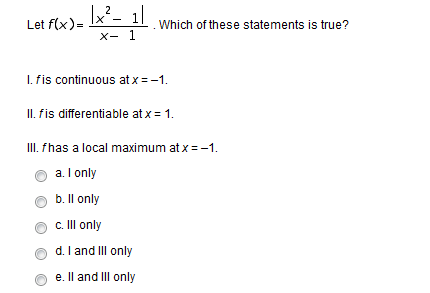 Let f(x)= |x²– 1| / x– 1 . Which of these statements is true?
I. f is continuous at x = –1.
II. f is differentiable at x = 1.
III. f has a local maximum at x = –1.
a. I only
b. II only
c. III only
d. I and III only
e. II and III only